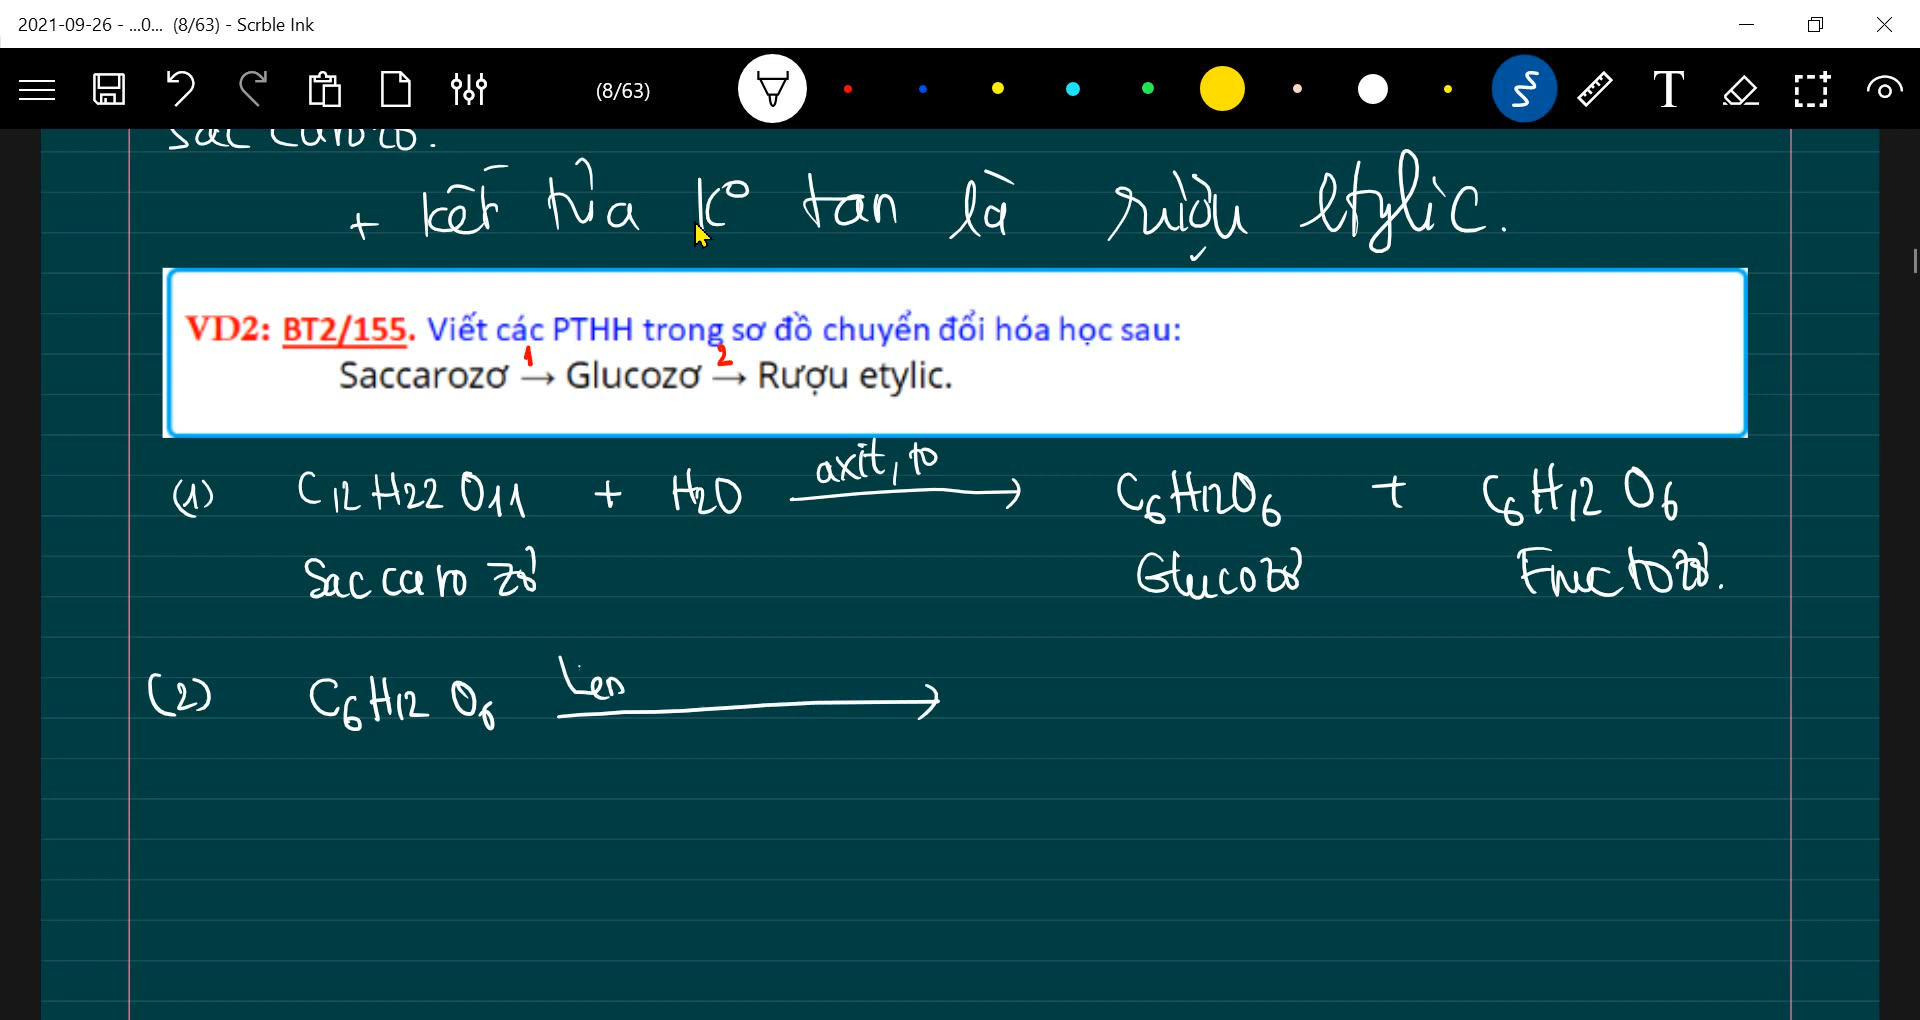 2021-09-26 - ...0... (8/63) - Scrble Ink
(8/63)
T
saccarozơ.
+ kết tủa k° tan là rượu etylic.
VD2: BT2/155. Viết các PTHH trong sơ đồ chuyển đổi hóa học sau:
1 2
Saccarozơ → Glucozơ → Rượu etylic.
axit, to
(1) C12H22O11 + H2O → C6H12O6 + C6H12O6
Saccarozơ Glucozơ Fructozơ.
(2) C6H12O6 →